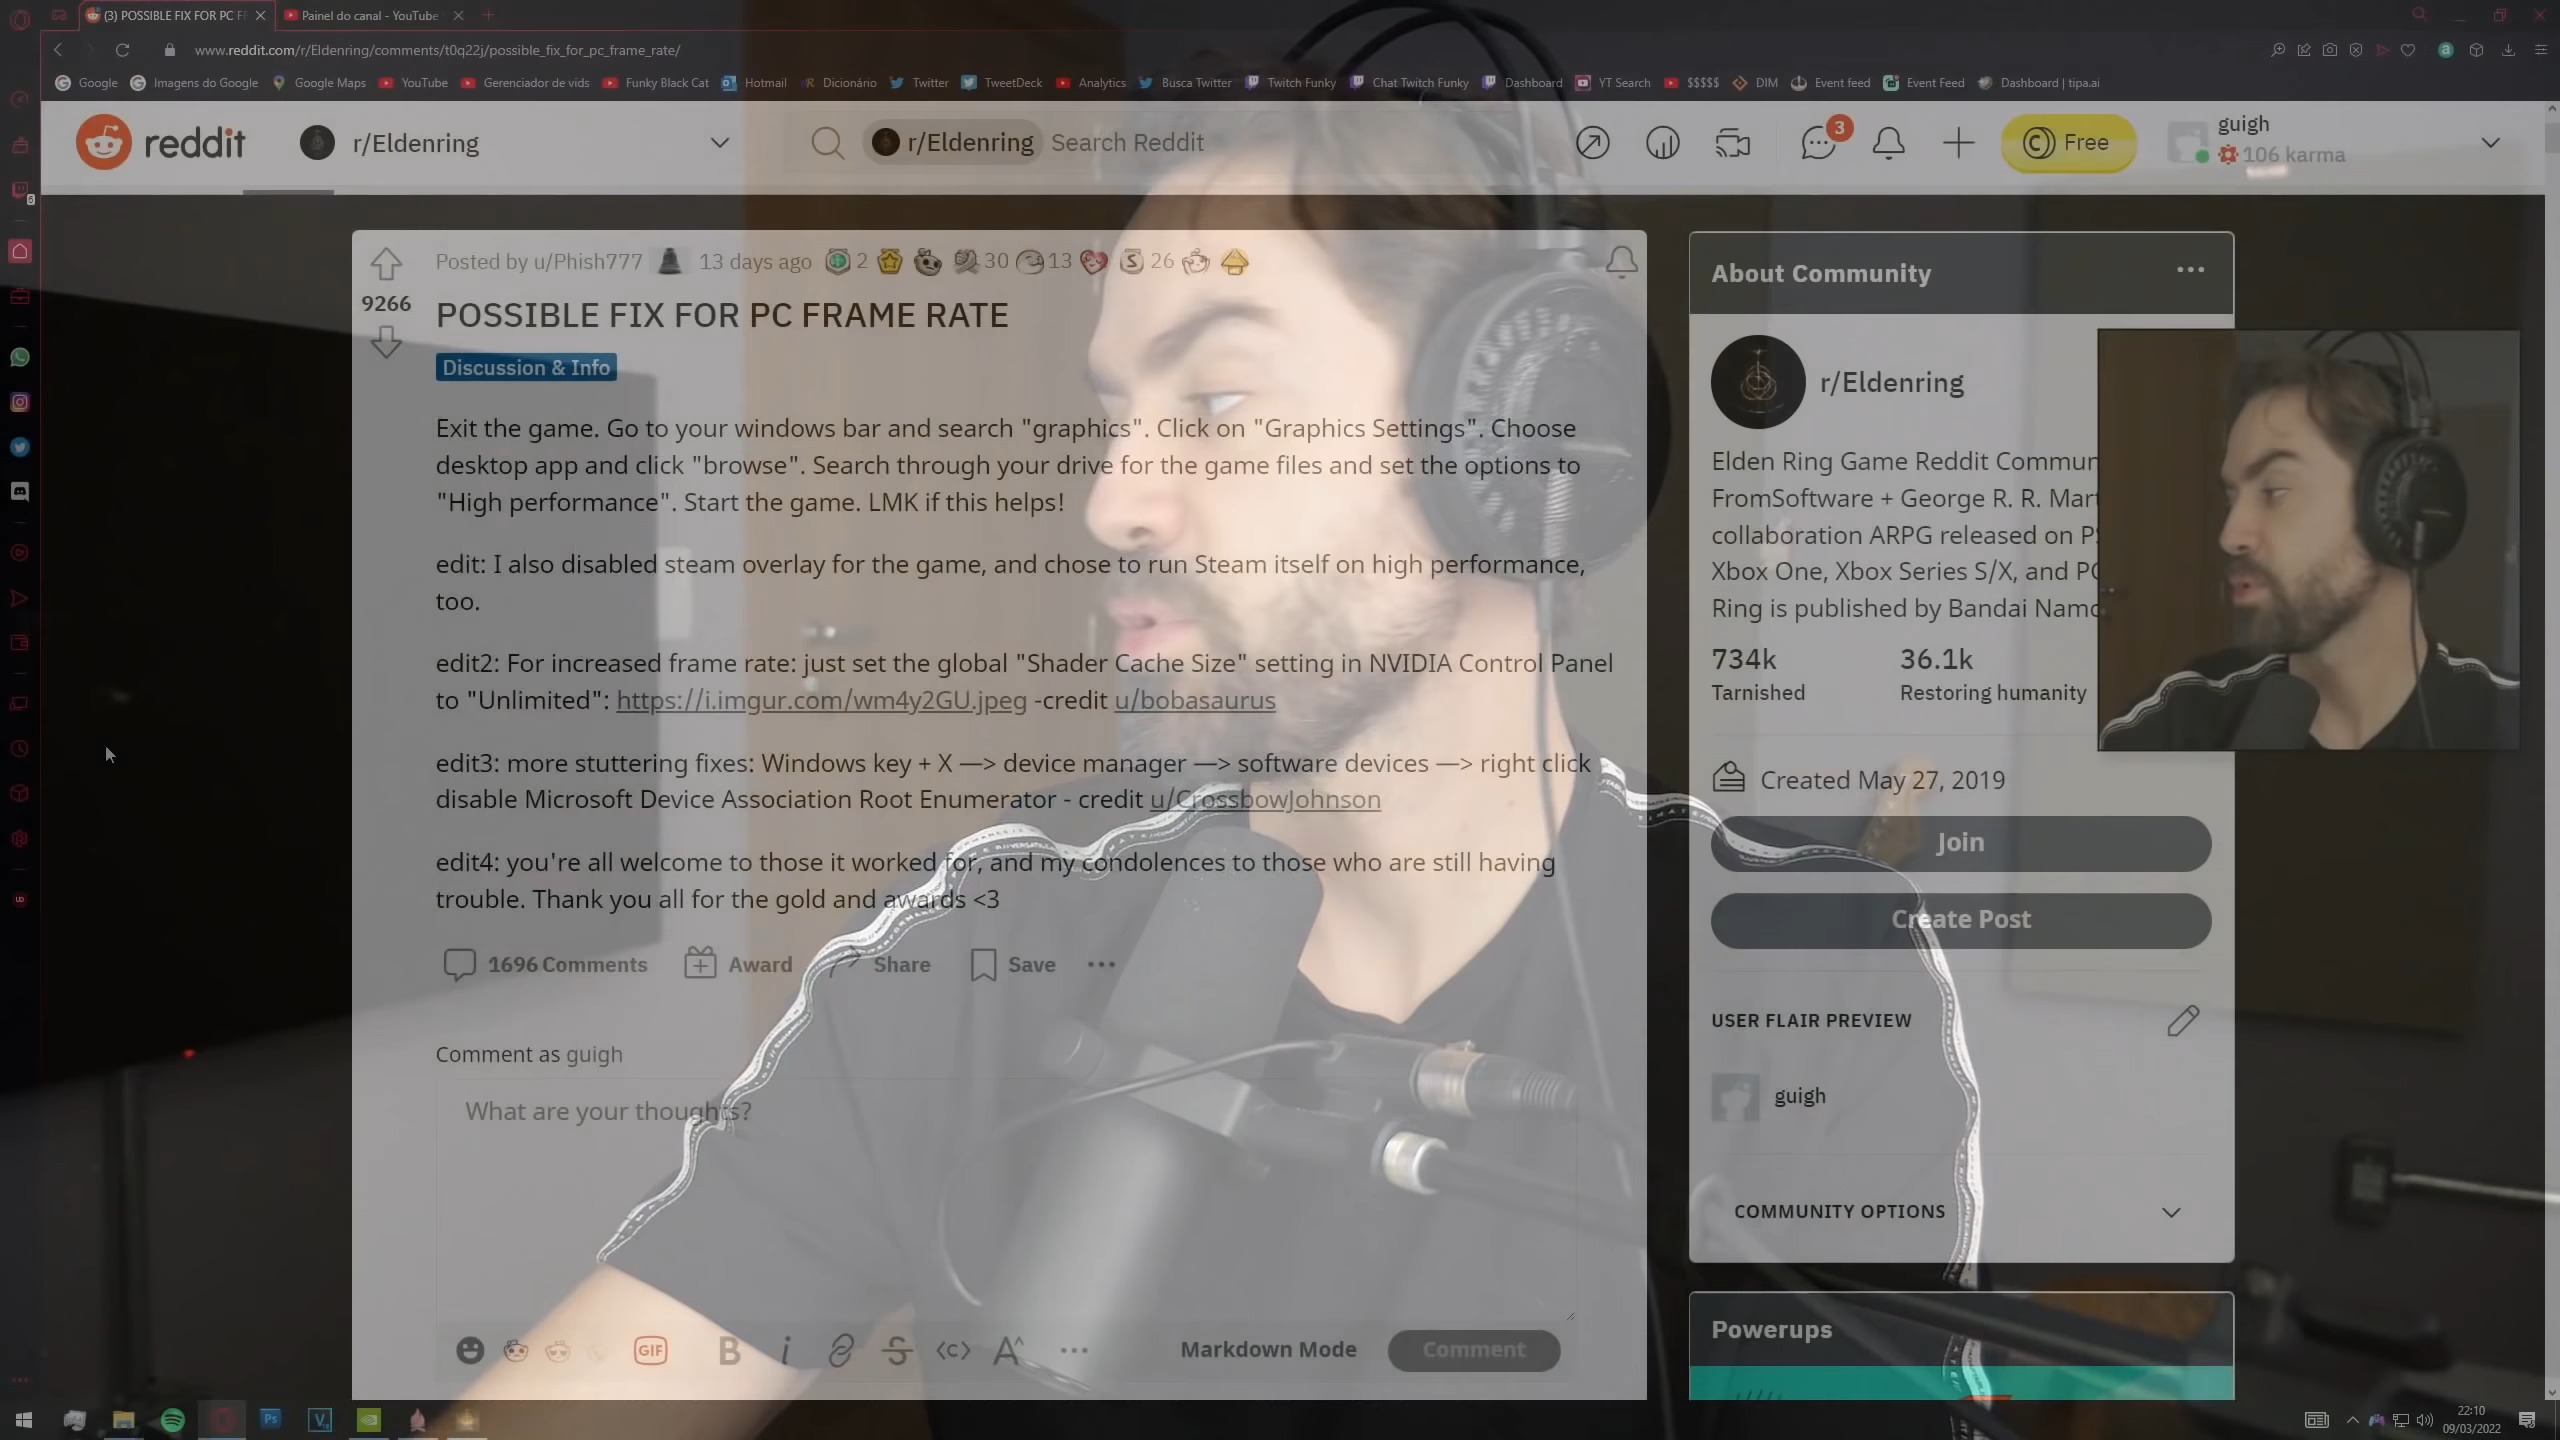 (3) POSSIBLE FIX FOR PC F
Painel do canal - YouTube
www.reddit.com/r/Eldenring/comments/t0q22j/possible_fix_for_pc_frame_rate/
Google Imagens do Google Google Maps YouTube Gerenciador de vids Funky Black Cat Hotmail Dicionário Twitter TweetDeck Analytics Busca Twitter Twitch Funky Chat Twitch Funky Dashboard YT Search $$$$$ DIM Event feed Event Feed Dashboard | tipa.ai
reddit r/Eldenring r/Eldenring Search Reddit 3 Free guigh
106 karma
Posted by u/Phish777 13 days ago 2 30 13 26
9266
POSSIBLE FIX FOR PC FRAME RATE
Discussion & Info
Exit the game. Go to your windows bar and search "graphics". Click on "Graphics Settings". Choose
desktop app and click "browse". Search through your drive for the game files and set the options to
"High performance". Start the game. LMK if this helps!
edit: I also disabled steam overlay for the game, and chose to run Steam itself on high performance,
too.
edit2: For increased frame rate: just set the global "Shader Cache Size" setting in NVIDIA Control Panel
to "Unlimited": https://i.imgur.com/wm4y2GU.jpeg -credit u/bobasaurus
edit3: more stuttering fixes: Windows key + X —> device manager —> software devices —> right click
disable Microsoft Device Association Root Enumerator - credit u/CrossbowJohnson
edit4: you're all welcome to those it worked for, and my condolences to those who are still having
trouble. Thank you all for the gold and awards <3
1696 Comments Award Share Save
Comment as guigh
What are your thoughts?
GIF B i S <c> A^ Markdown Mode Comment
About Community
r/Eldenring
Elden Ring Game Reddit Commun
FromSoftware + George R. R. Mart
collaboration ARPG released on PS
Xbox One, Xbox Series S/X, and PC
Ring is published by Bandai Namc
734k 36.1k
Tarnished Restoring humanity
Created May 27, 2019
Join
Create Post
USER FLAIR PREVIEW
guigh
COMMUNITY OPTIONS
Powerups
22:10
09/03/2022